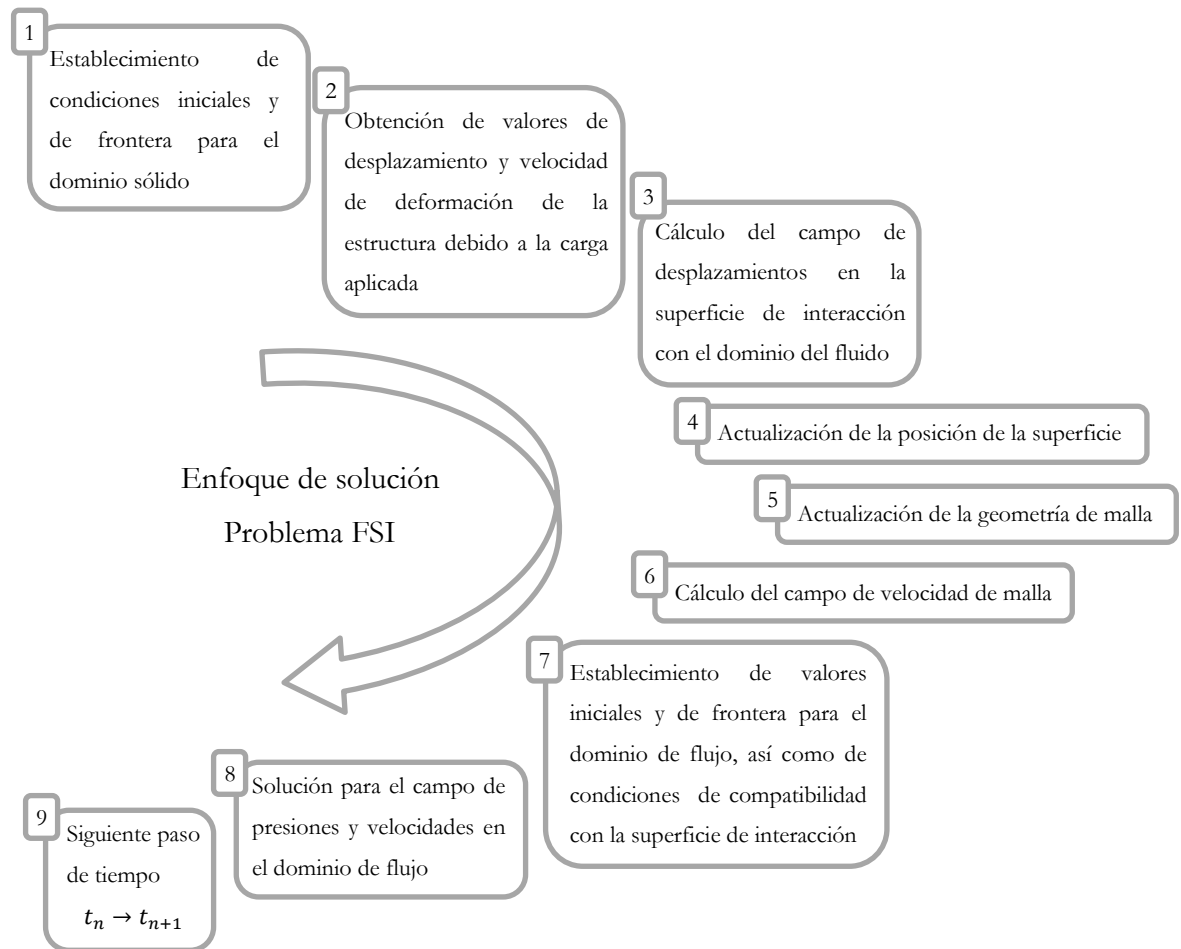 1
Establecimiento de
condiciones iniciales y
de frontera para el
dominio sólido
2
Obtención de valores de
desplazamiento y velocidad
de deformación de la
estructura debido a la carga
aplicada
3
Cálculo del campo de
desplazamientos en la
superficie de interacción
con el dominio del fluido
4
Actualización de la posición de la superficie
5
Actualización de la geometría de malla
6
Cálculo del campo de velocidad de malla
7
Establecimiento de valores
iniciales y de frontera para el
dominio de flujo, así como de
condiciones de compatibilidad
con la superficie de interacción
8
Solución para el campo de
presiones y velocidades en
el dominio de flujo
9
Siguiente paso
de tiempo
𝑡ₙ → 𝑡ₙ₊₁
Enfoque de solución
Problema FSI